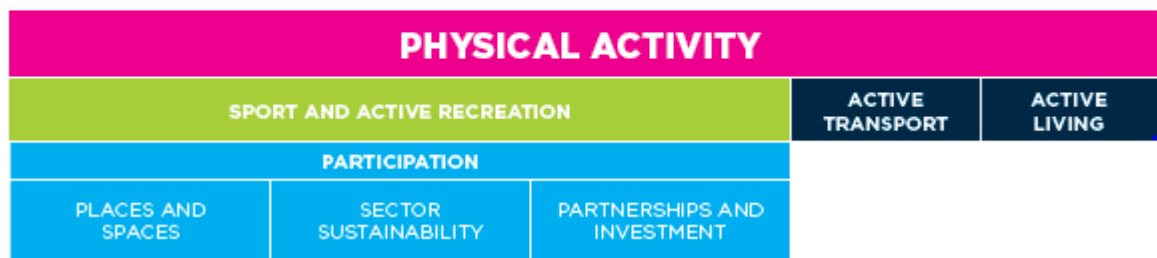 PHYSICAL ACTIVITY
SPORT AND ACTIVE RECREATION
ACTIVE
TRANSPORT
ACTIVE
LIVING
PARTICIPATION
PLACES AND
SPACES
SECTOR
SUSTAINABILITY
PARTNERSHIPS AND
INVESTMENT